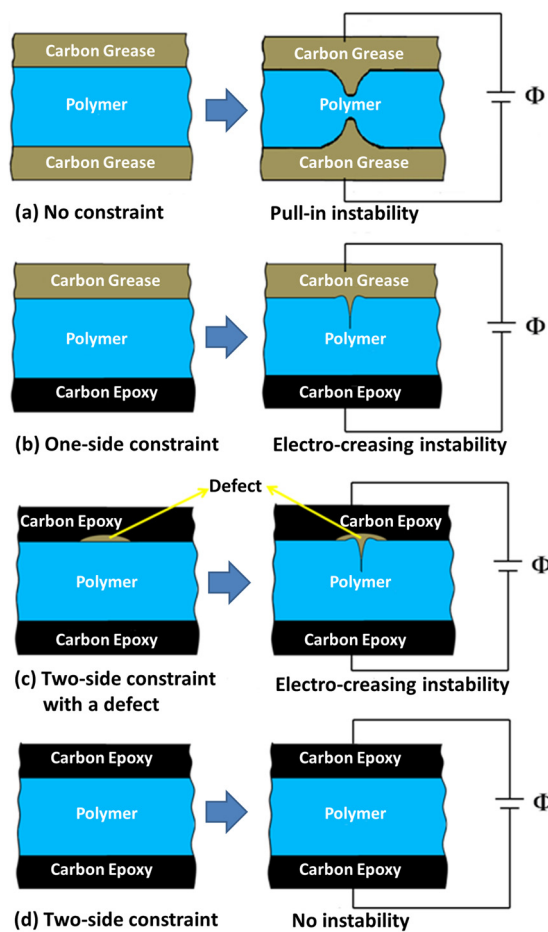 Carbon Grease
Polymer
Carbon Grease
Carbon Grease
Polymer
Carbon Grease
Φ
(a) No constraint
Pull-in instability
Carbon Grease
Polymer
Carbon Epoxy
Carbon Grease
Polymer
Φ
(b) One-side constraint
Electro-creasing instability
Defect
Carbon Epoxy
Polymer
Carbon Epoxy
Carbon Epoxy
Polymer
Carbon Epoxy
Φ
(c) Two-side constraint
with a defect
Electro-creasing instability
Carbon Epoxy
Polymer
Carbon Epoxy
Carbon Epoxy
Polymer
Carbon Epoxy
Φ
(d) Two-side constraint
No instability